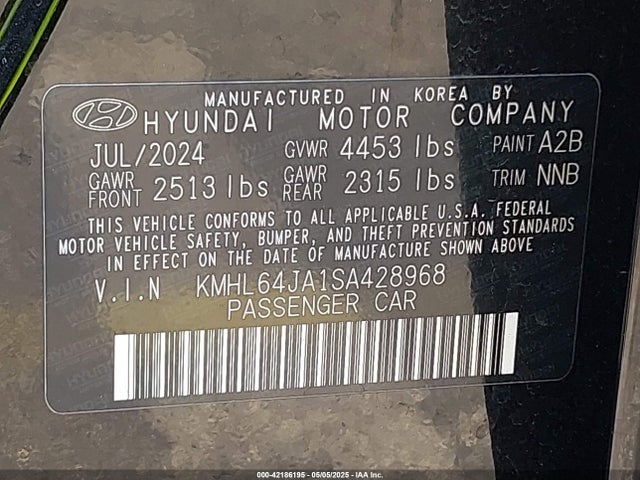 MANUFACTURED IN KOREA BY
HYUNDAI MOTOR COMPANY
JUL/2024 GVWR 4453 lbs PAINT A2B
GAWR FRONT 2513 lbs GAWR REAR 2315 lbs TRIM NNB
THIS VEHICLE CONFORMS TO ALL APPLICABLE U.S.A. FEDERAL
MOTOR VEHICLE SAFETY, BUMPER, AND THEFT PREVENTION STANDARDS
IN EFFECT ON THE DATE OF MANUFACTURE SHOWN ABOVE
V.I.N KMHL64JA1SA428968
PASSENGER CAR
000-42186195 - 05/05/2025 - IAA Inc.